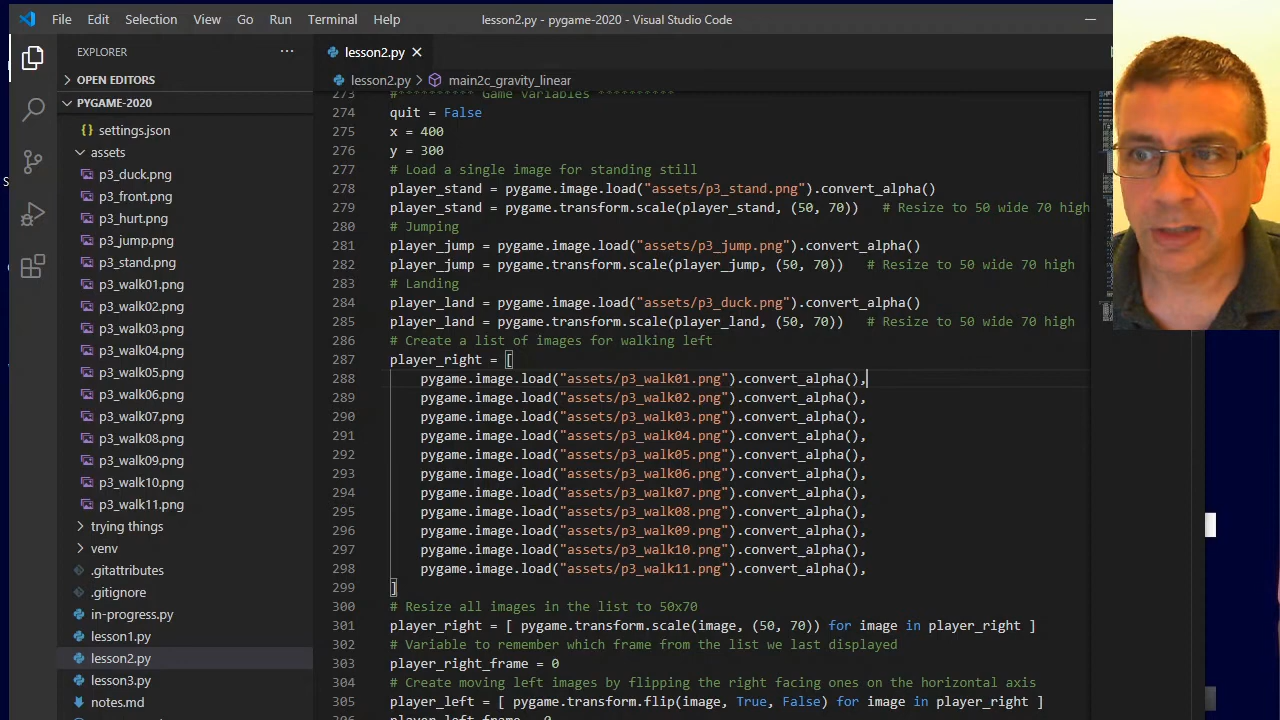 File Edit Selection View Go Run Terminal Help lesson2.py - pygame-2020 - Visual Studio Code
EXPLORER
OPEN EDITORS
PYGAME-2020
settings.json
assets
p3_duck.png
p3_front.png
p3_hurt.png
p3_jump.png
p3_stand.png
p3_walk01.png
p3_walk02.png
p3_walk03.png
p3_walk04.png
p3_walk05.png
p3_walk06.png
p3_walk07.png
p3_walk08.png
p3_walk09.png
p3_walk10.png
p3_walk11.png
trying things
venv
.gitattributes
.gitignore
in-progress.py
lesson1.py
lesson2.py
lesson3.py
notes.md
lesson2.py
lesson2.py > main2c_gravity_linear
273 #********** Game variables **********
274 quit = False
275 x = 400
276 y = 300
277 # Load a single image for standing still
278 player_stand = pygame.image.load("assets/p3_stand.png").convert_alpha()
279 player_stand = pygame.transform.scale(player_stand, (50, 70)) # Resize to 50 wide 70 high
280 # Jumping
281 player_jump = pygame.image.load("assets/p3_jump.png").convert_alpha()
282 player_jump = pygame.transform.scale(player_jump, (50, 70)) # Resize to 50 wide 70 high
283 # Landing
284 player_land = pygame.image.load("assets/p3_duck.png").convert_alpha()
285 player_land = pygame.transform.scale(player_land, (50, 70)) # Resize to 50 wide 70 high
286 # Create a list of images for walking left
287 player_right = [
288 pygame.image.load("assets/p3_walk01.png").convert_alpha(),
289 pygame.image.load("assets/p3_walk02.png").convert_alpha(),
290 pygame.image.load("assets/p3_walk03.png").convert_alpha(),
291 pygame.image.load("assets/p3_walk04.png").convert_alpha(),
292 pygame.image.load("assets/p3_walk05.png").convert_alpha(),
293 pygame.image.load("assets/p3_walk06.png").convert_alpha(),
294 pygame.image.load("assets/p3_walk07.png").convert_alpha(),
295 pygame.image.load("assets/p3_walk08.png").convert_alpha(),
296 pygame.image.load("assets/p3_walk09.png").convert_alpha(),
297 pygame.image.load("assets/p3_walk10.png").convert_alpha(),
298 pygame.image.load("assets/p3_walk11.png").convert_alpha(),
299 ]
300 # Resize all images in the list to 50x70
301 player_right = [ pygame.transform.scale(image, (50, 70)) for image in player_right ]
302 # Variable to remember which frame from the list we last displayed
303 player_right_frame = 0
304 # Create moving left images by flipping the right facing ones on the horizontal axis
305 player_left = [ pygame.transform.flip(image, True, False) for image in player_right ]
306 player_left_frame = 0